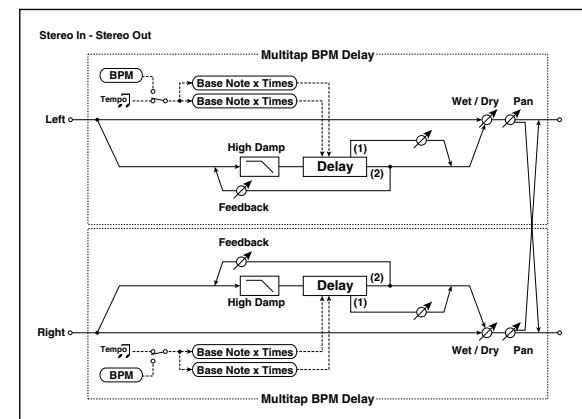 Stereo In - Stereo Out
Multitap BPM Delay
BPM
Tempo
Base Note x Times
Base Note x Times
Wet / Dry
Pan
Left
High Damp
Delay
(1)
(2)
Feedback
Feedback
High Damp
Delay
(2)
(1)
Right
Tempo
BPM
Base Note x Times
Base Note x Times
Wet / Dry
Pan
Multitap BPM Delay